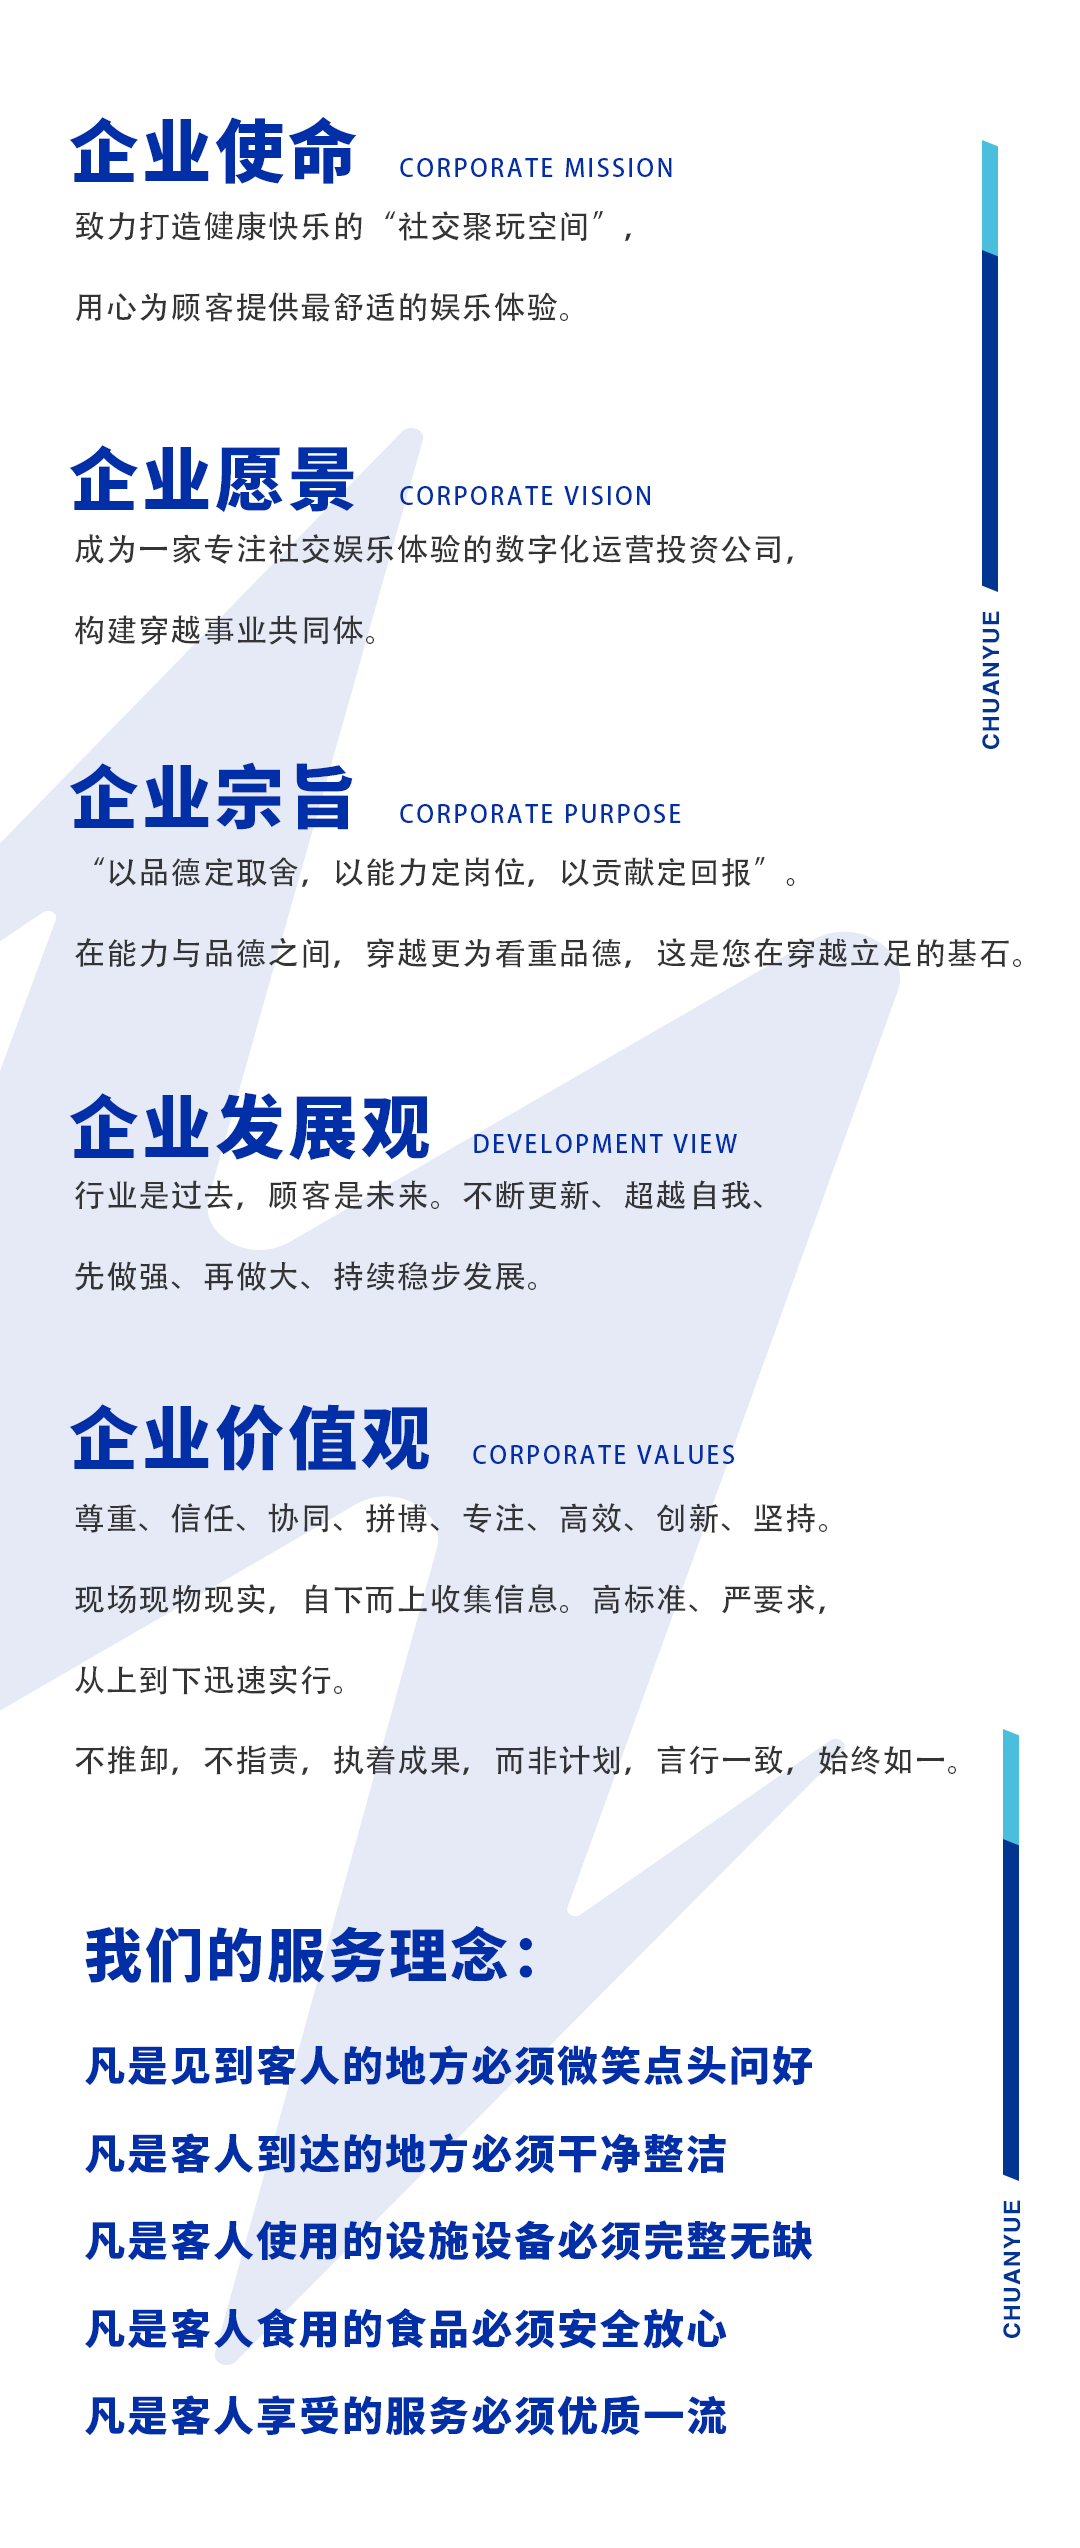 企业使命 CORPORATE MISSION
致力打造健康快乐的“社交聚玩空间”，
用心为顾客提供最舒适的娱乐体验。
企业愿景 CORPORATE VISION
成为一家专注社交娱乐体验的数字化运营投资公司，
构建穿越事业共同体。
CHUANYUE
企业宗旨 CORPORATE PURPOSE
“以品德定取舍，以能力定岗位，以贡献定回报”。
在能力与品德之间，穿越更为看重品德，这是您在穿越立足的基石。
企业发展观 DEVELOPMENT VIEW
行业是过去，顾客是未来。不断更新、超越自我、
先做强、再做大、持续稳步发展。
企业价值观 CORPORATE VALUES
尊重、信任、协同、拼博、专注、高效、创新、坚持。
现场现物现实，自下而上收集信息。高标准、严要求，
从上到下迅速实行。
不推卸，不指责，执着成果，而非计划，言行一致，始终如一。
我们的服务理念：
凡是见到客人的地方必须微笑点头问好
凡是客人到达的地方必须干净整洁
凡是客人使用的设施设备必须完整无缺
凡是客人食用的食品必须安全放心
凡是客人享受的服务必须优质一流
CHUANYUE